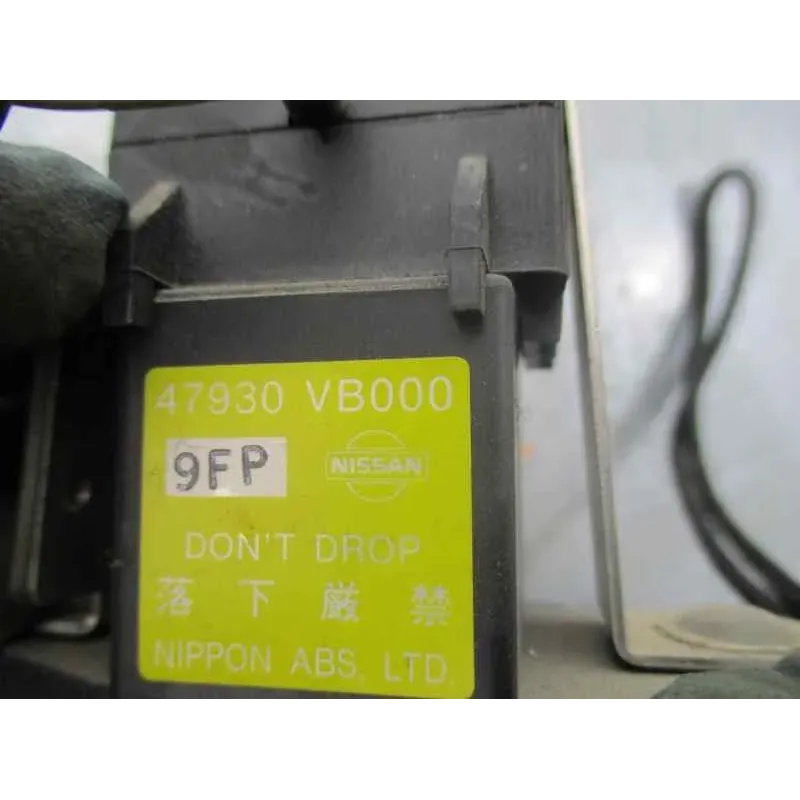 47930 VB000
9FP NISSAN
DON'T DROP
落下厳禁
NIPPON ABS, LTD.